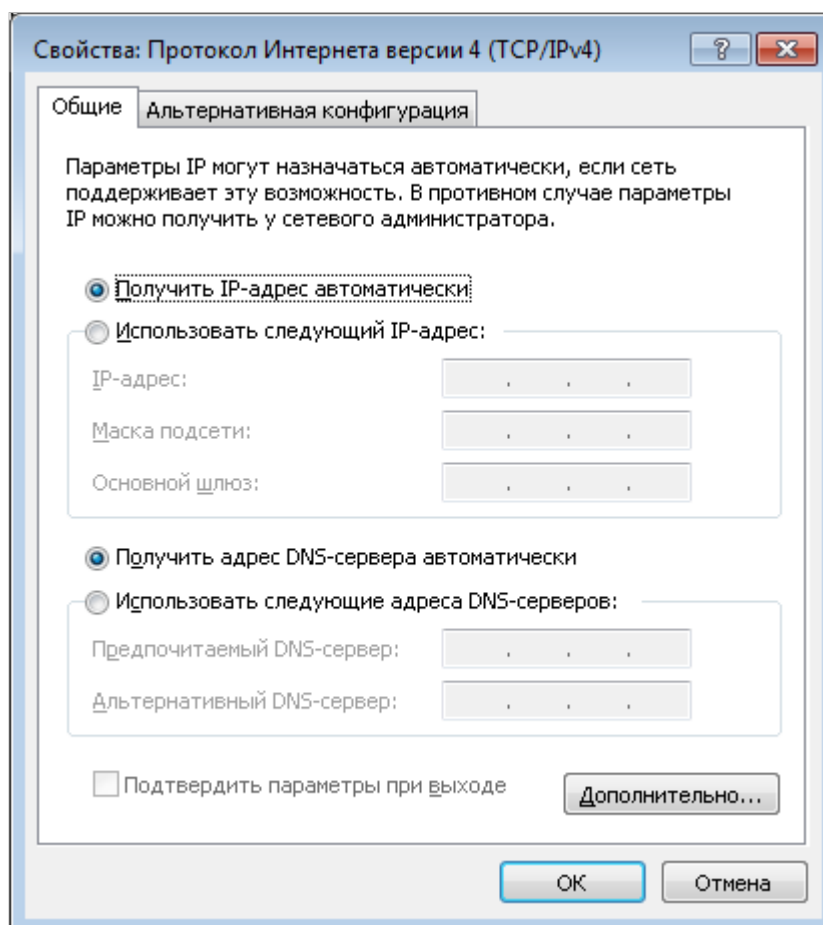 Свойства: Протокол Интернета версии 4 (TCP/IPv4)
?
Общие
Альтернативная конфигурация
Параметры IP могут назначаться автоматически, если сеть
поддерживает эту возможность. В противном случае параметры
IP можно получить у сетевого администратора.
Получить IP-адрес автоматически
Использовать следующий IP-адрес:
IP-адрес:
Маска подсети:
Основной шлюз:
Получить адрес DNS-сервера автоматически
Использовать следующие адреса DNS-серверов:
Предпочитаемый DNS-сервер:
Альтернативный DNS-сервер:
Подтвердить параметры при выходе
Дополнительно...
ОК
Отмена